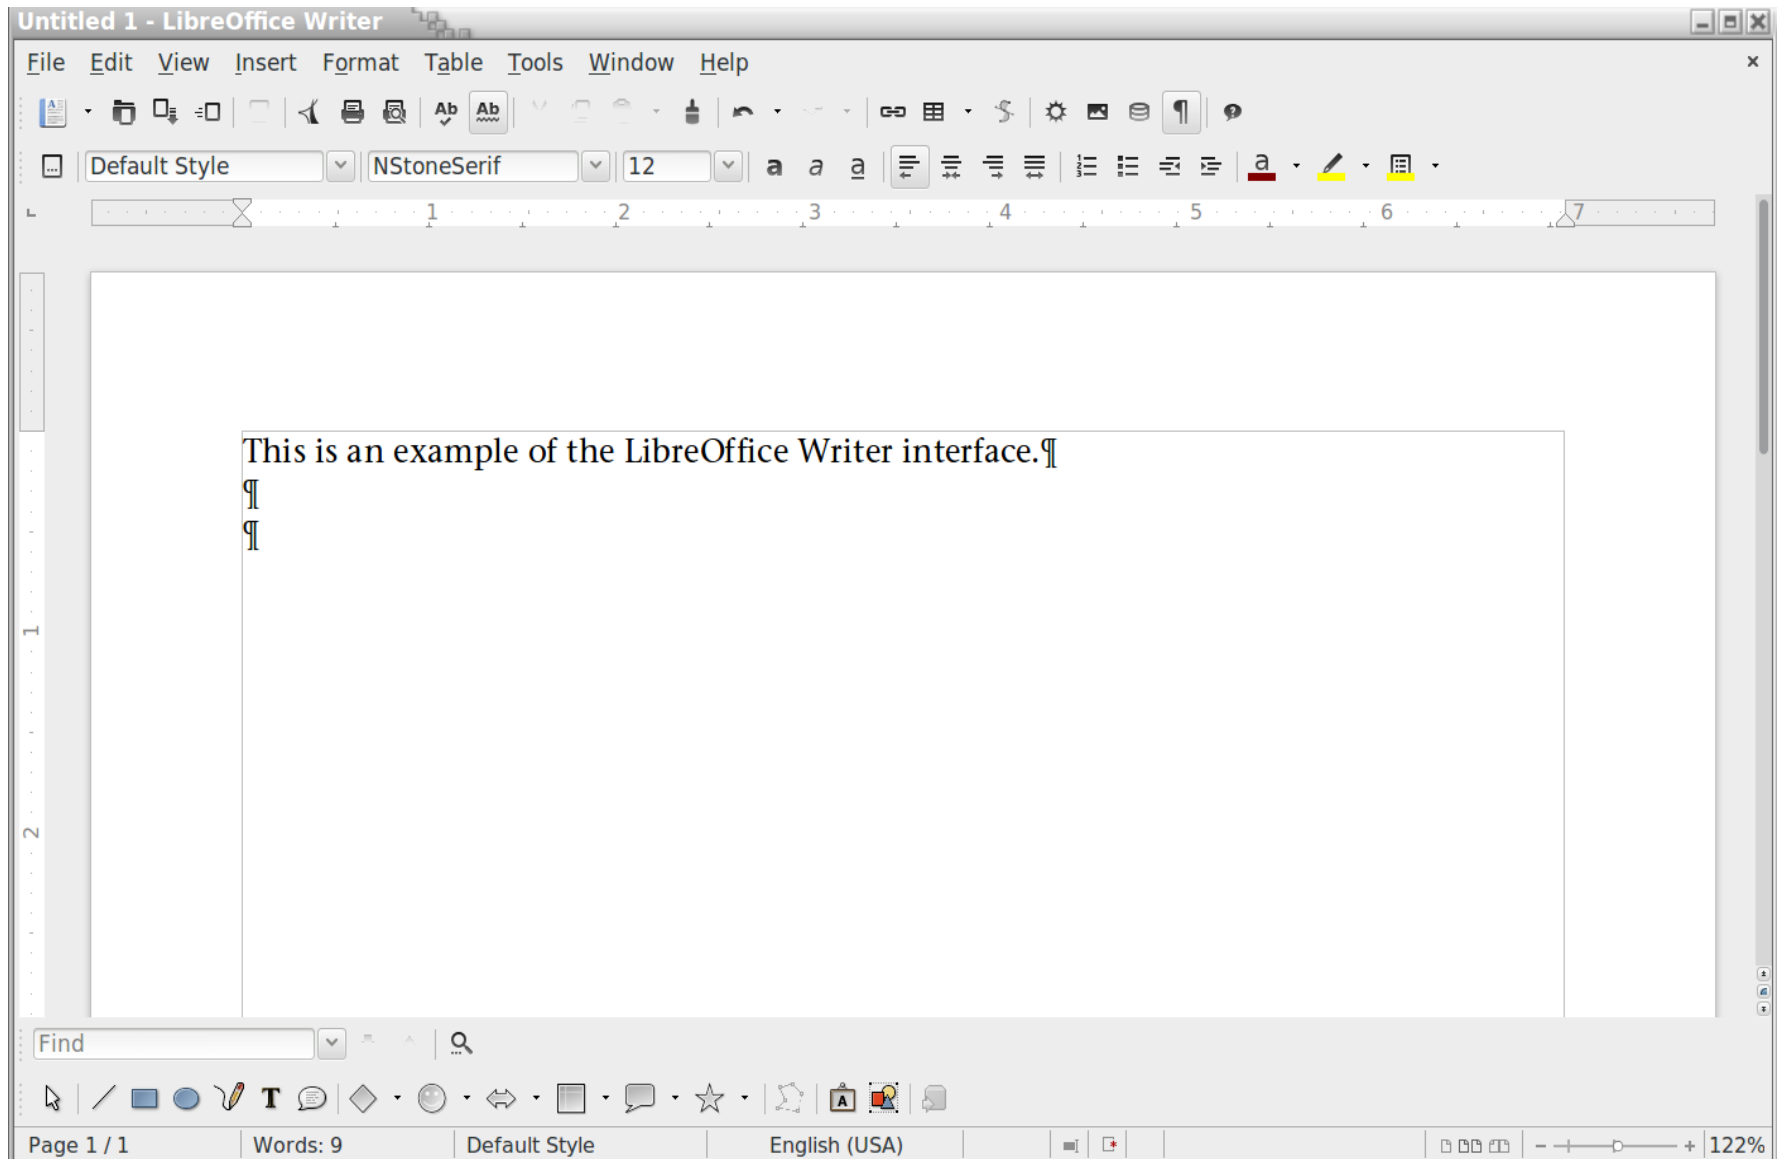 Untitled 1 - LibreOffice Writer
File Edit View Insert Format Table Tools Window Help
Ab Ab ¶
Default Style NStoneSerif 12 a a a a
1 2 3 4 5 6 7
This is an example of the LibreOffice Writer interface.¶
¶
¶
1
2
Find
T A
Page 1 / 1 Words: 9 Default Style English (USA) 122%